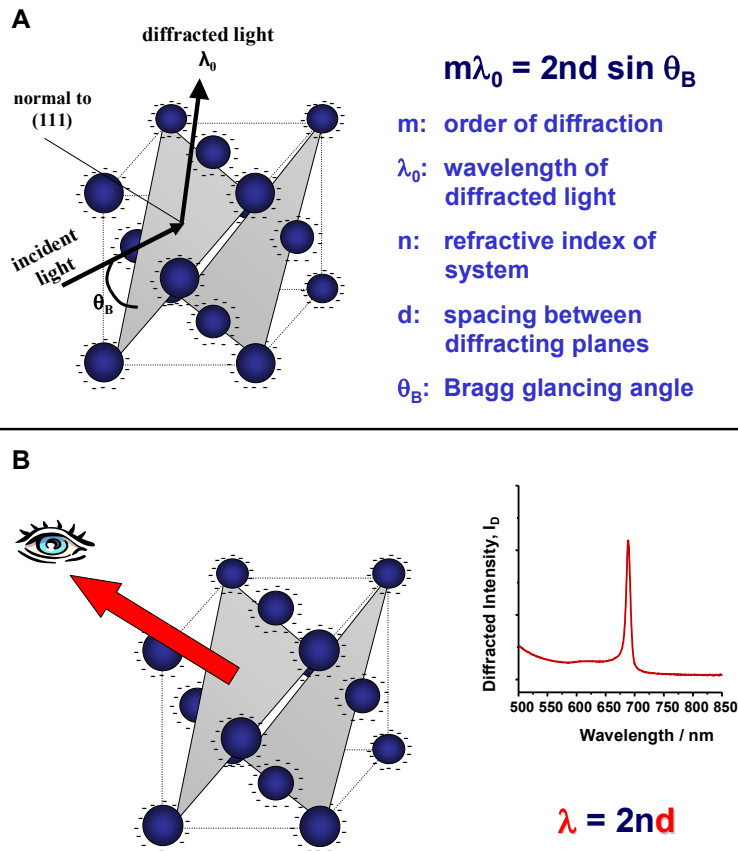 A
diffracted light
λ₀
normal to
(111)
incident
light
θB
mλ₀ = 2nd sin θB
m: order of diffraction
λ₀: wavelength of
diffracted light
n: refractive index of
system
d: spacing between
diffracting planes
θB: Bragg glancing angle
B
Diffracted Intensity, ID
500 550 600 650 700 750 800 850
Wavelength / nm
λ = 2nd